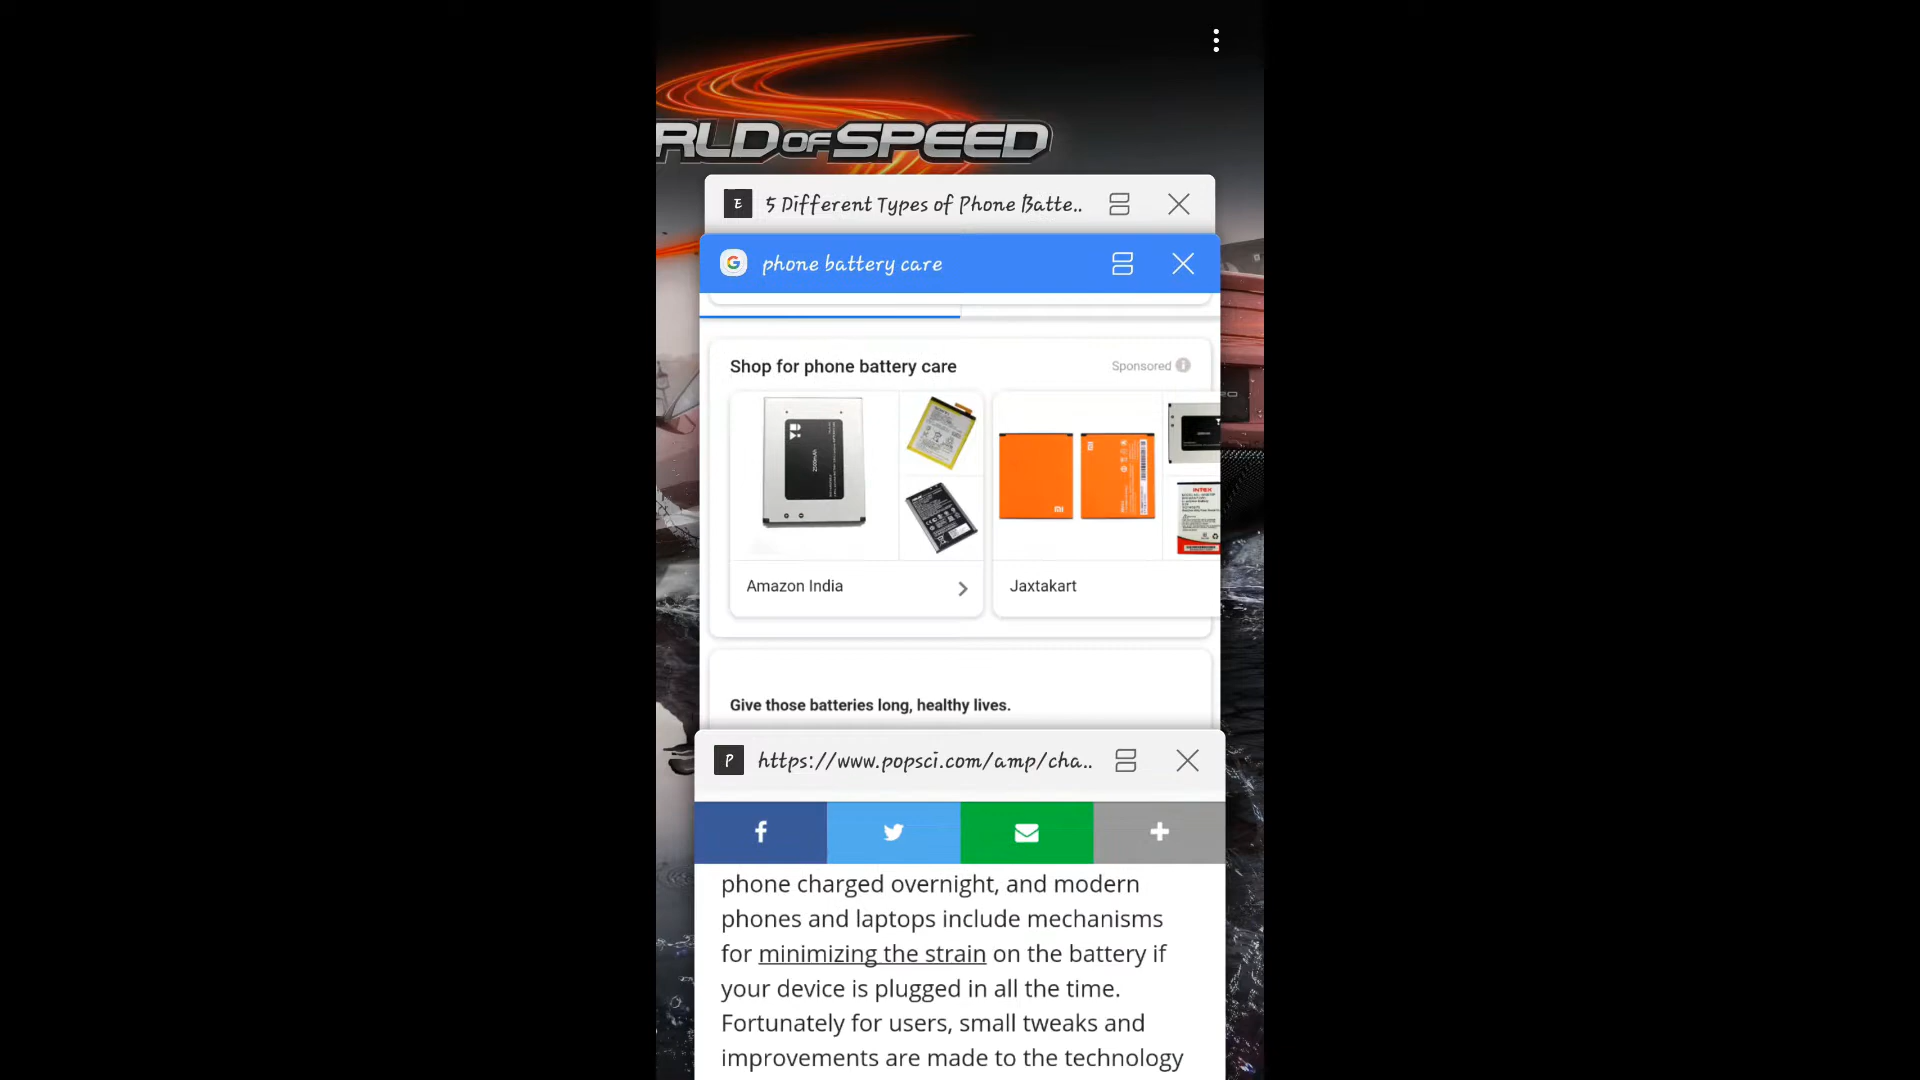 RLD OF SPEED
E 5 Different Types of Phone Batte..
G phone battery care
Shop for phone battery care
Sponsored
Amazon India
Jaxtakart
INTEX
Give those batteries long, healthy lives.
P https://www.popsci.com/amp/cha..
phone charged overnight, and modern
phones and laptops include mechanisms
for minimizing the strain on the battery if
your device is plugged in all the time.
Fortunately for users, small tweaks and
improvements are made to the technology